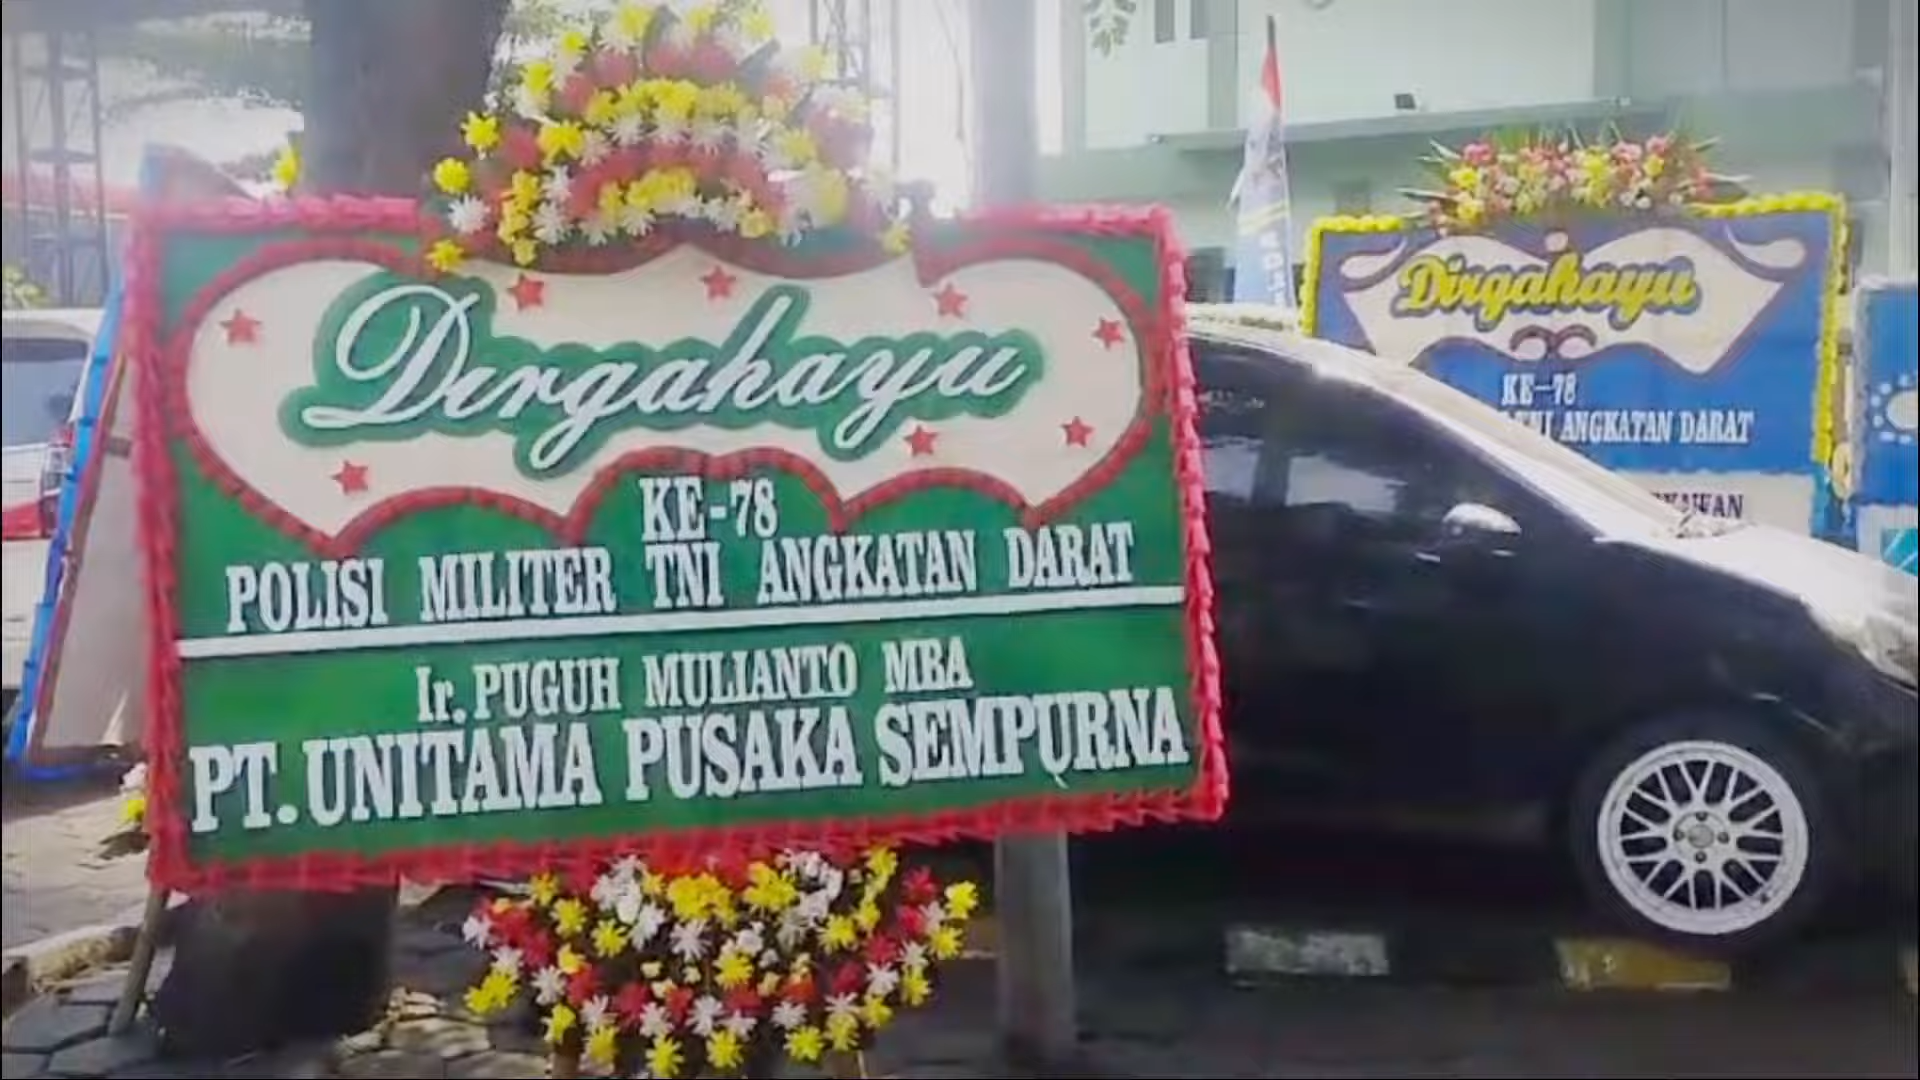 Dirgahayu
KE-78
POLISI MILITER TNI ANGKATAN DARAT
Ir. PUGUH MULIANTO MBA
PT. UNITAMA PUSAKA SEMPURNA
Dirgahayu
KE-78
TNI ANGKATAN DARAT